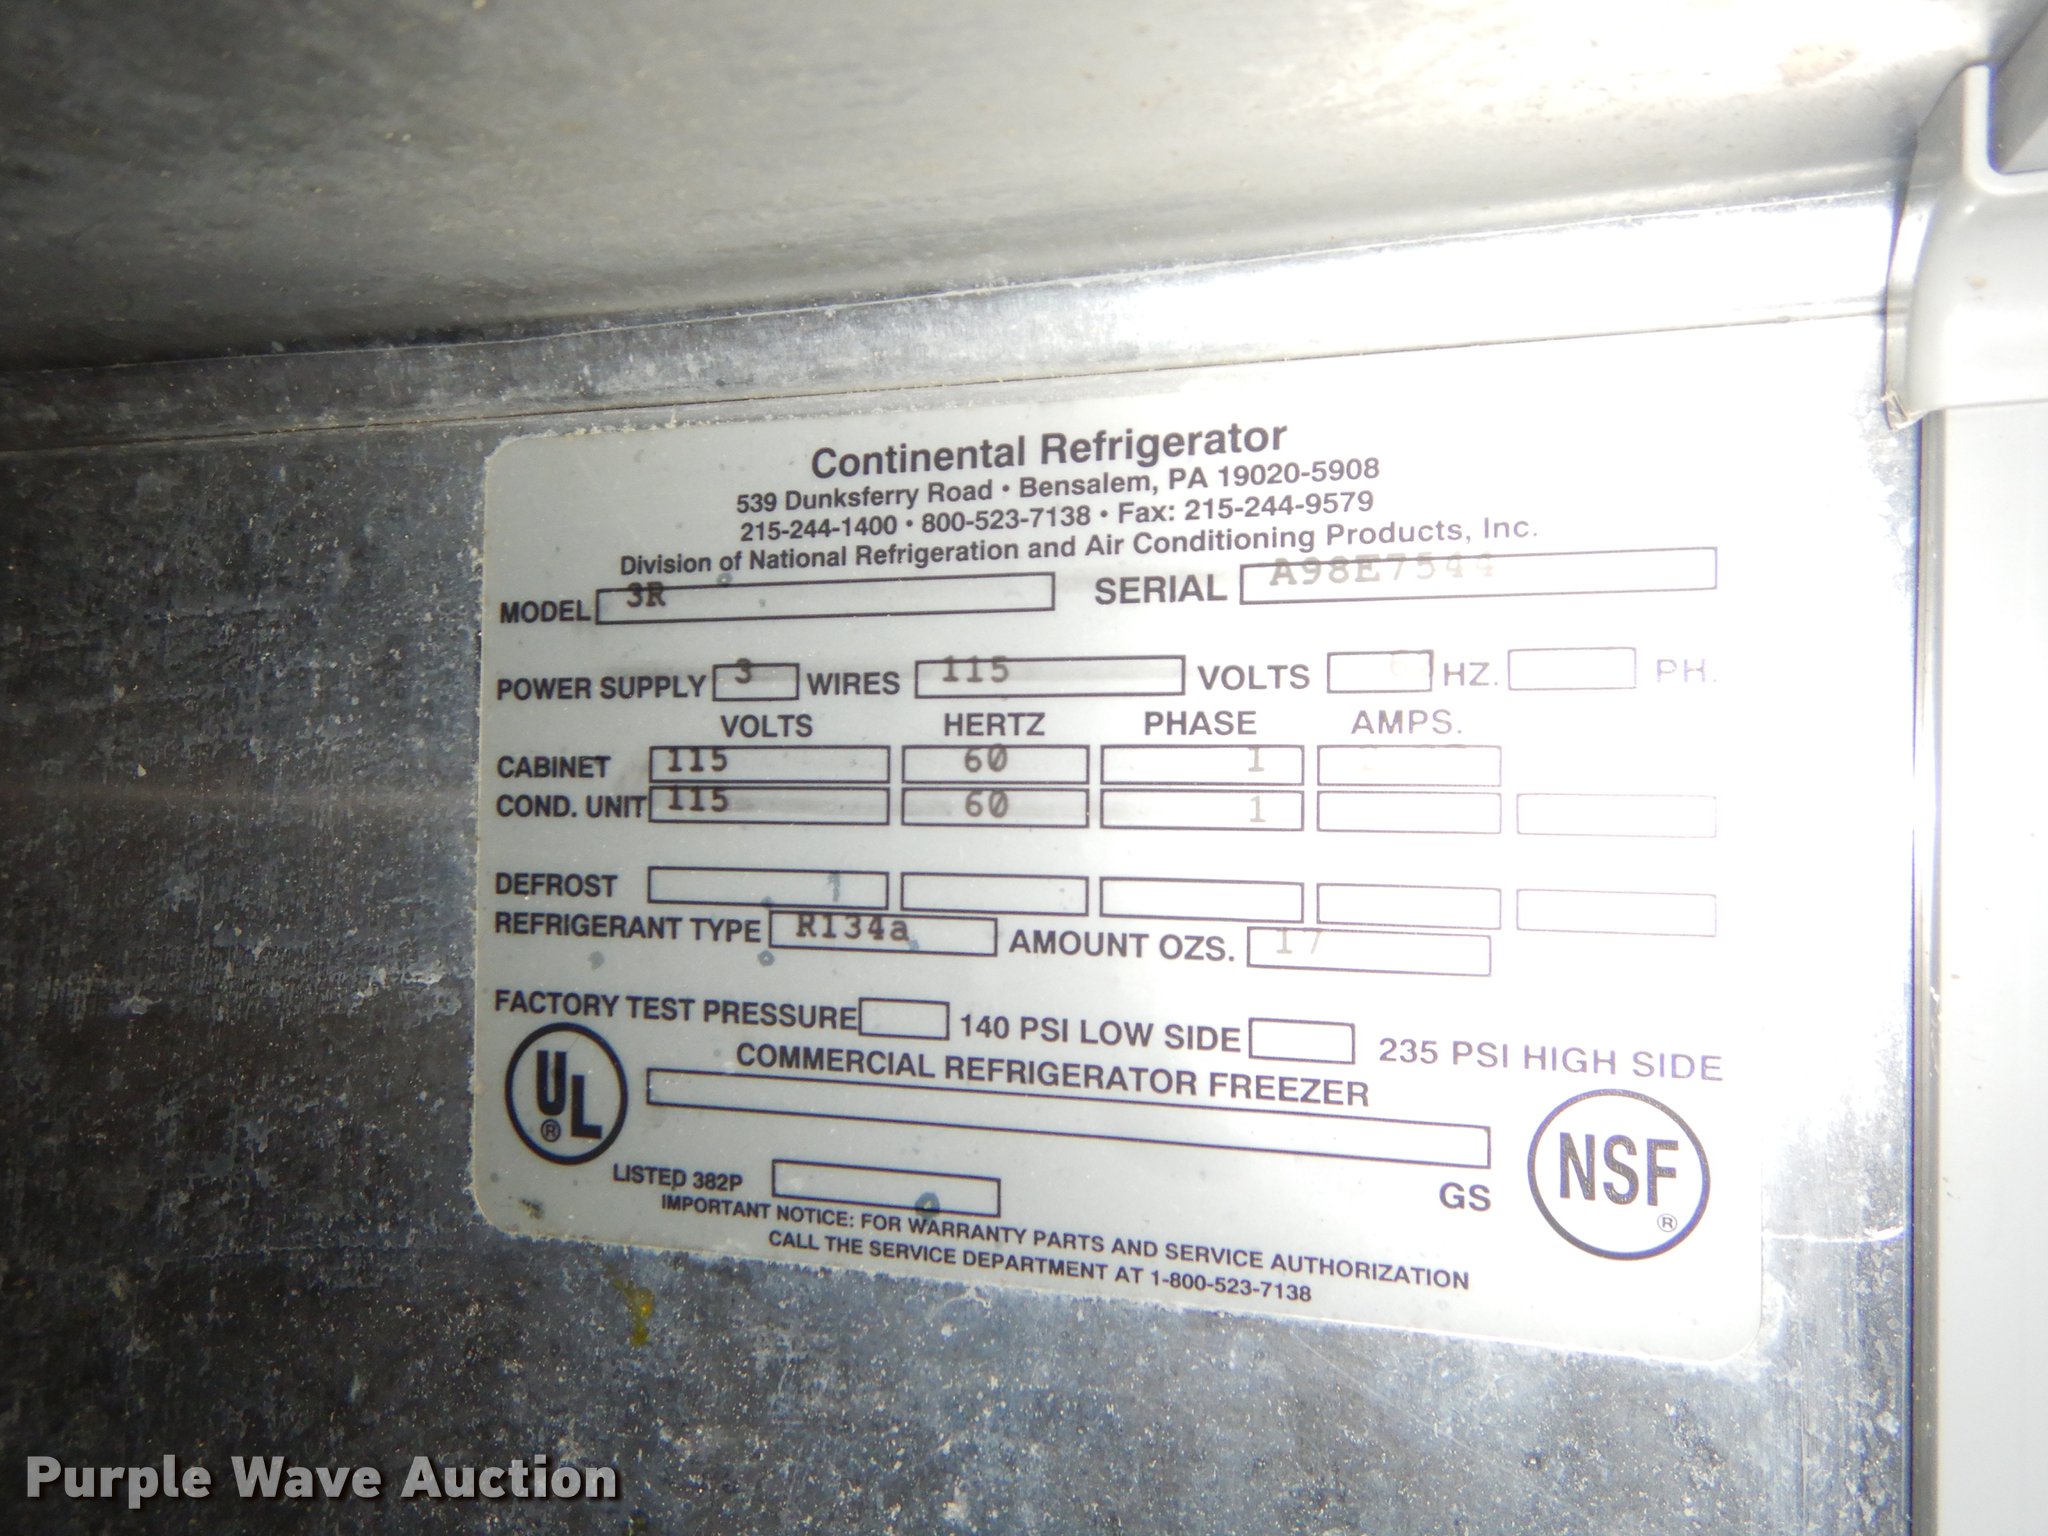 Continental Refrigerator
539 Dunksferry Road • Bensalem, PA 19020-5908
215-244-1400 • 800-523-7138 • Fax: 215-244-9579
Division of National Refrigeration and Air Conditioning Products, Inc.
MODEL 3R SERIAL A98E7544
POWER SUPPLY 3 WIRES 115 VOLTS HZ. PH.
VOLTS HERTZ PHASE AMPS.
CABINET 115 60 1
COND. UNIT 115 60 1
DEFROST
REFRIGERANT TYPE R134a AMOUNT OZS. 17
FACTORY TEST PRESSURE 140 PSI LOW SIDE 235 PSI HIGH SIDE
COMMERCIAL REFRIGERATOR FREEZER
UL ®
NSF ®
LISTED 382P GS
IMPORTANT NOTICE: FOR WARRANTY PARTS AND SERVICE AUTHORIZATION
CALL THE SERVICE DEPARTMENT AT 1-800-523-7138
Purple Wave Auction